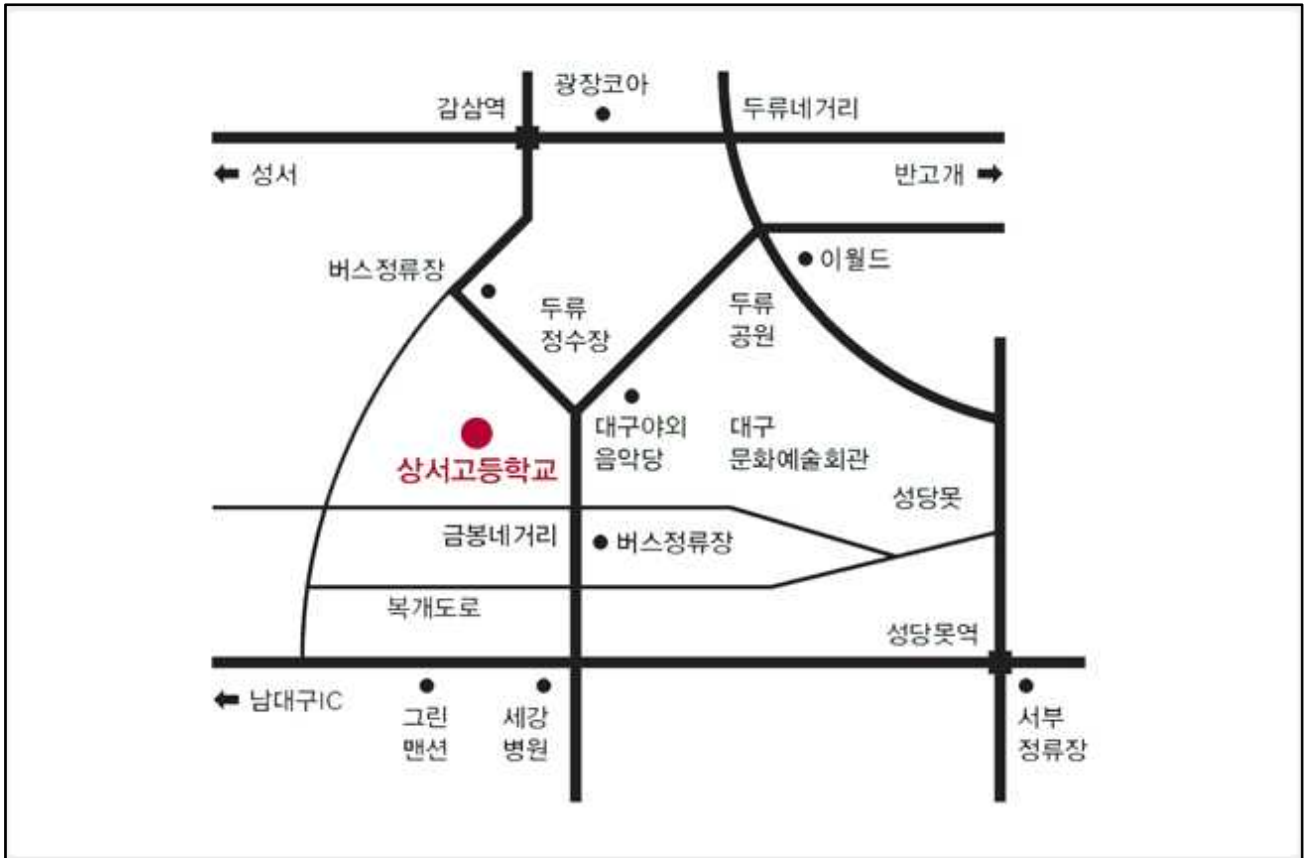 광장코아
감삼역
두류네거리
성서
반고개
이월드
버스정류장
두류
정수장
두류
공원
대구야외
음악당
대구
문화예술회관
상서고등학교
성당못
금봉네거리
버스정류장
복개도로
성당못역
남대구IC
그린
맨션
세강
병원
서부
정류장